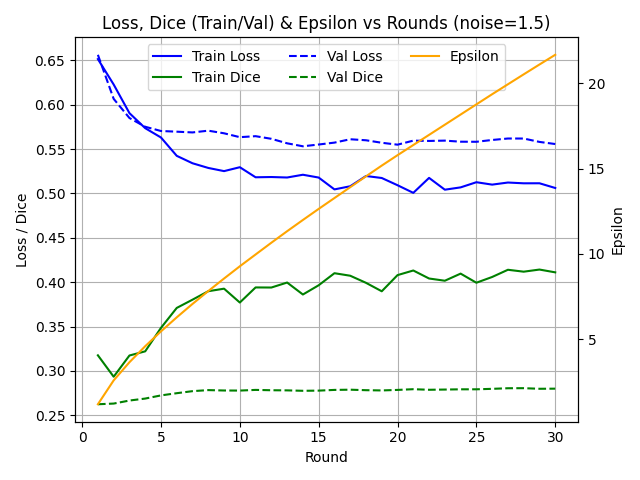 Loss, Dice (Train/Val) & Epsilon vs Rounds (noise=1.5)
Train Loss
Train Dice
Val Loss
Val Dice
Epsilon
Loss / Dice
0.65
0.60
0.55
0.50
0.45
0.40
0.35
0.30
0.25
20
15
10
5
Epsilon
0
5
10
15
20
25
30
Round